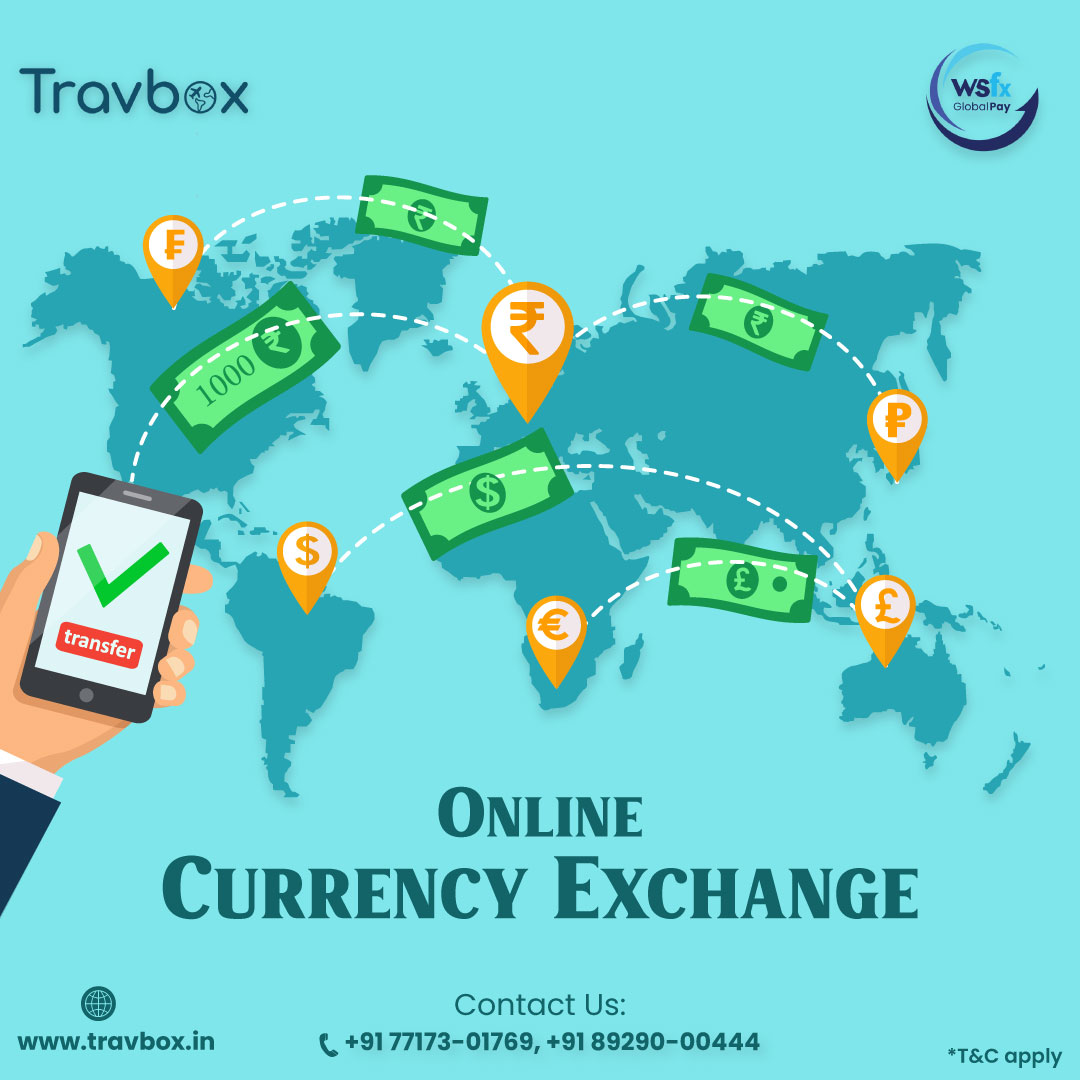 Travbox
wsfx
GlobalPay
₣
₹
₹
1000 ₹
₹
₽
$
$
£
€
£
transfer
Online
Currency Exchange
Contact Us:
www.travbox.in
+91 77173-01769, +91 89290-00444
*T&C apply